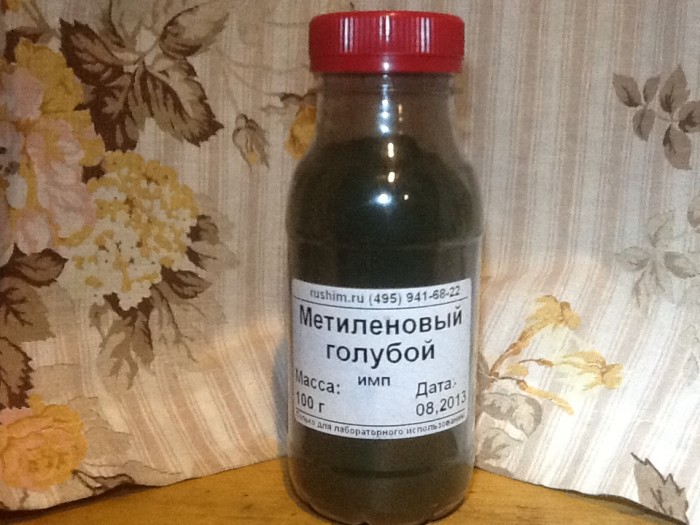 rushim.ru (495) 941-68-22
Метиленовый
голубой
имп
Масса: Дата:
100 г 08,2013
Только для лабораторного использования